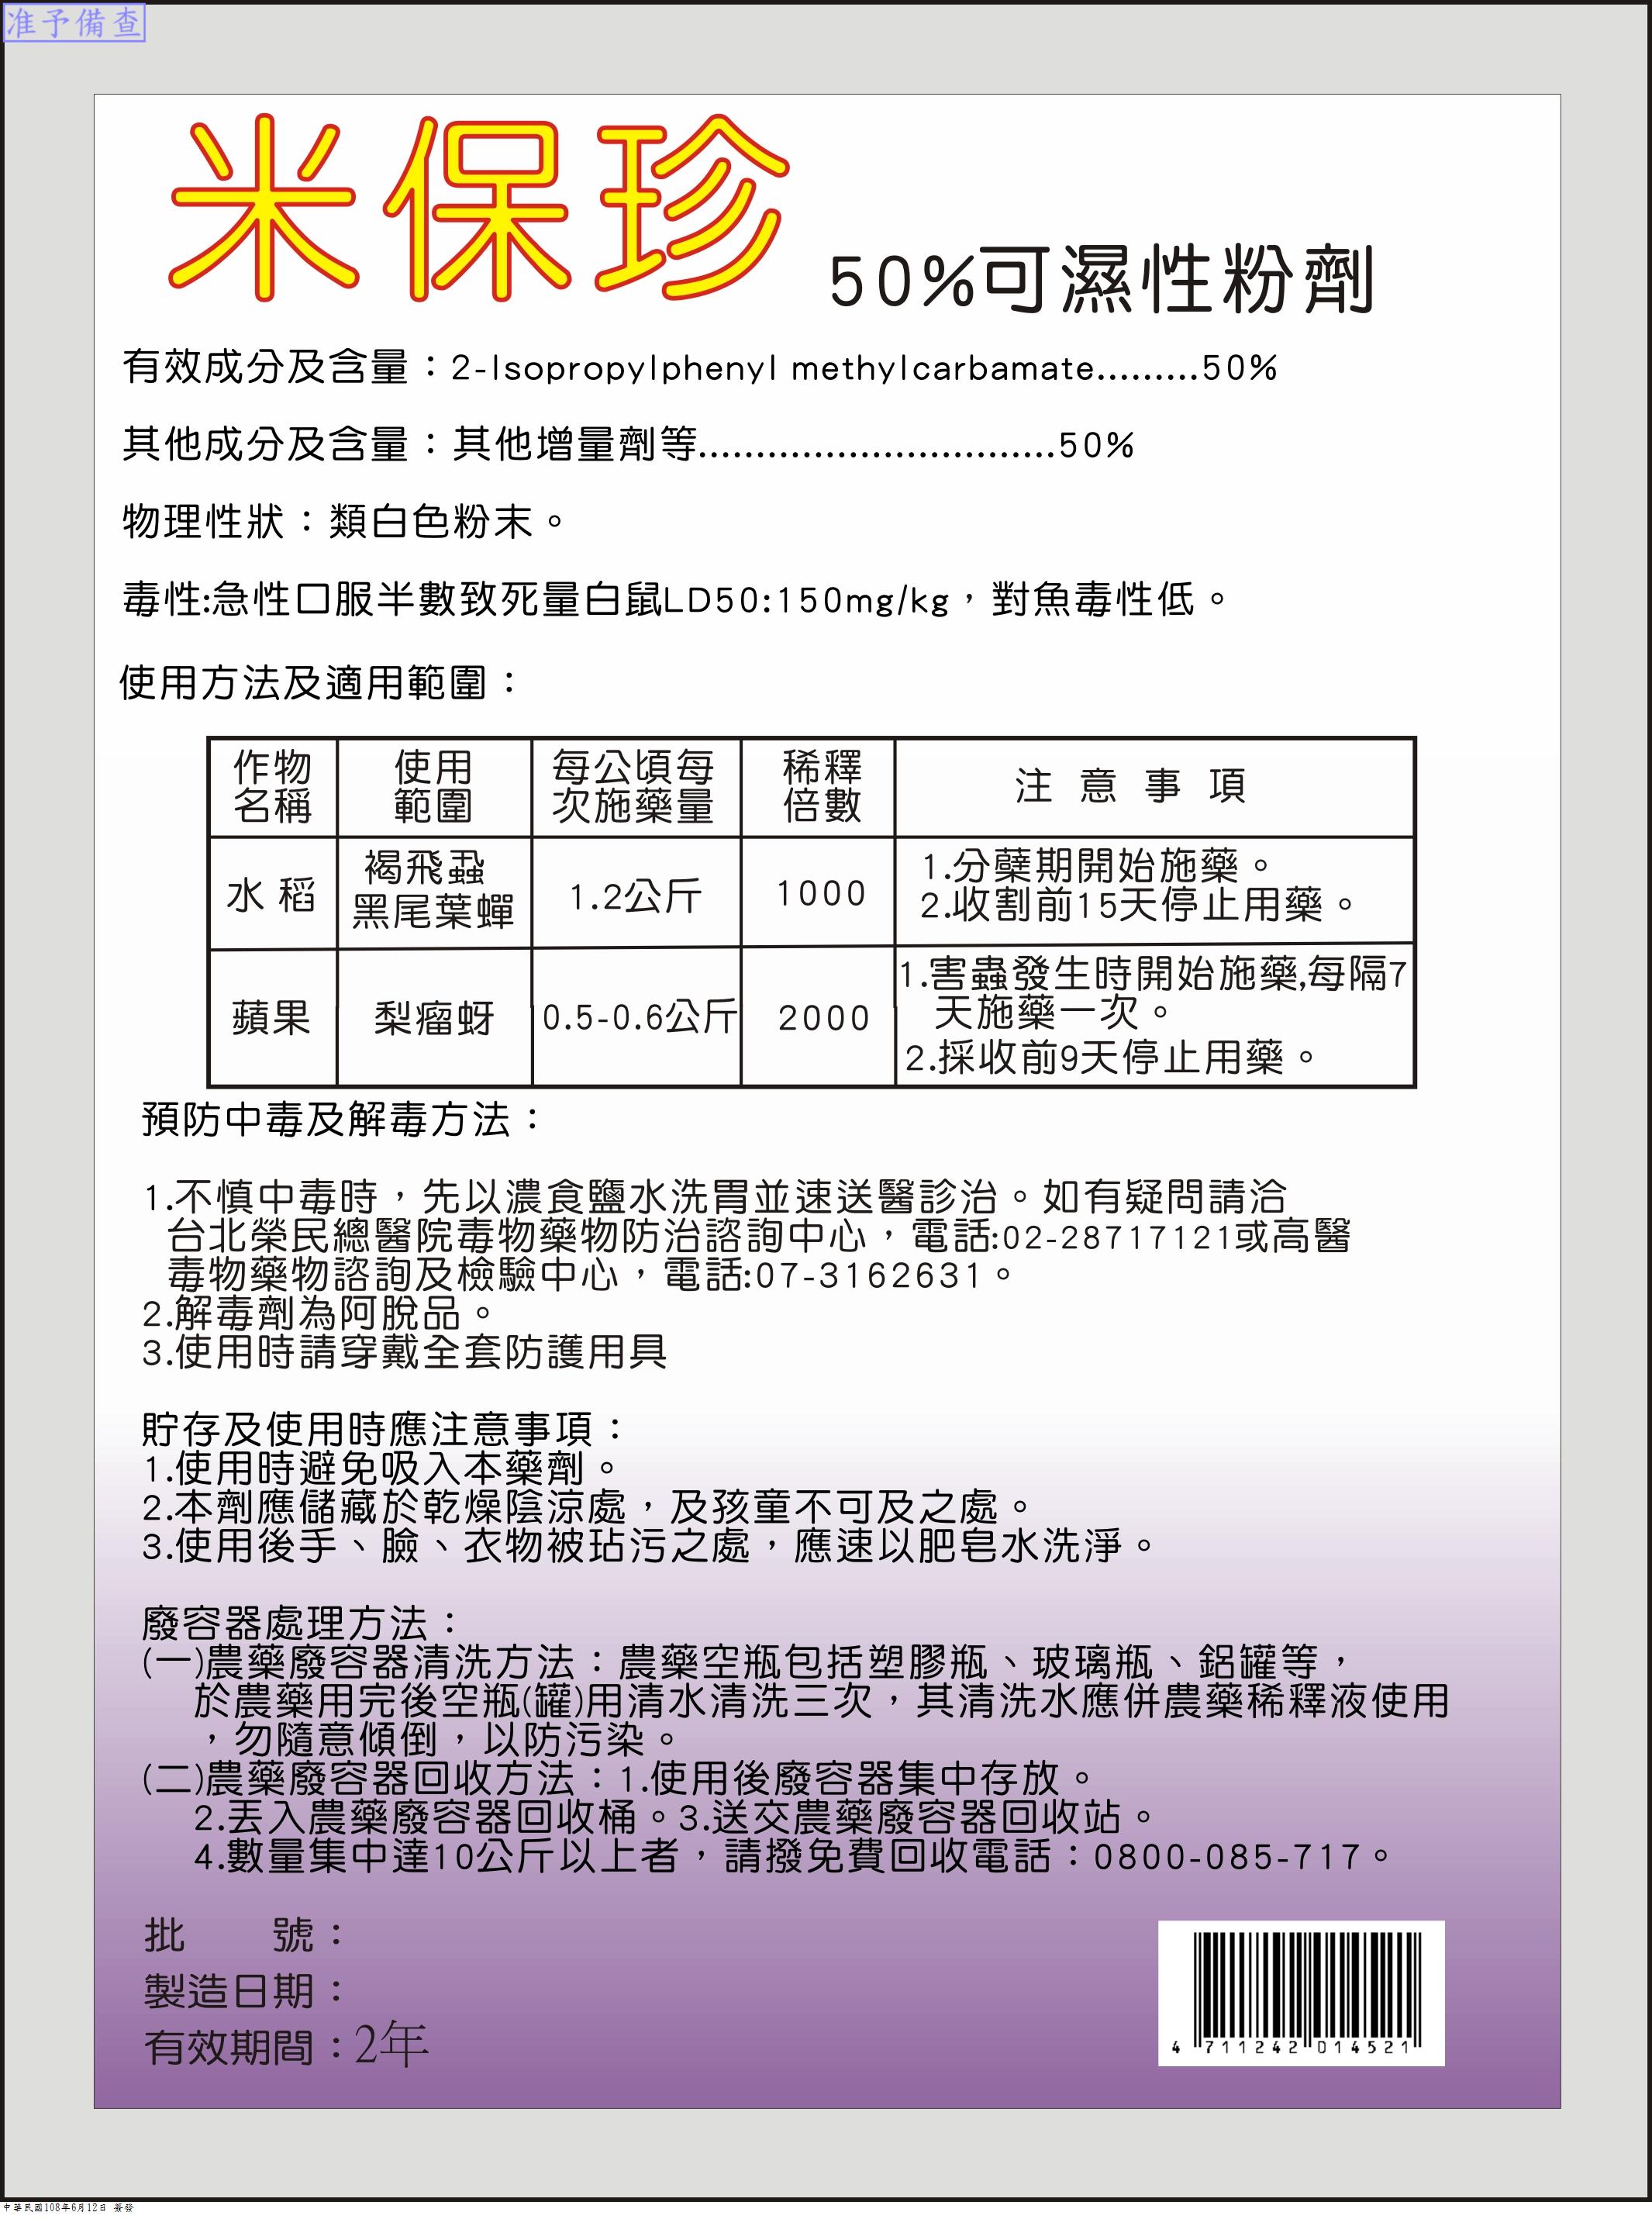 准予備查
米保珍 50%可濕性粉劑
有效成分及含量：2-Isopropylphenyl methylcarbamate.........50%
其他成分及含量：其他增量劑等...............................50%
物理性狀：類白色粉末。
毒性:急性口服半數致死量白鼠LD50:150mg/kg，對魚毒性低。
使用方法及適用範圍：
作物名稱 使用範圍 每公頃每次施藥量 稀釋倍數 注意事項
水稻 褐飛蝨 黑尾葉蟬 1.2公斤 1000 1.分蘗期開始施藥。 2.收割前15天停止用藥。
蘋果 梨瘤蚜 0.5-0.6公斤 2000 1.害蟲發生時開始施藥,每隔7天施藥一次。 2.採收前9天停止用藥。
預防中毒及解毒方法：
1.不慎中毒時，先以濃食鹽水洗胃並速送醫診治。如有疑問請洽
台北榮民總醫院毒物藥物防治諮詢中心，電話:02-28717121或高醫
毒物藥物諮詢及檢驗中心，電話:07-3162631。
2.解毒劑為阿脫品。
3.使用時請穿戴全套防護用具
貯存及使用時應注意事項：
1.使用時避免吸入本藥劑。
2.本劑應儲藏於乾燥陰涼處，及孩童不可及之處。
3.使用後手、臉、衣物被玷污之處，應速以肥皂水洗淨。
廢容器處理方法：
(一)農藥廢容器清洗方法：農藥空瓶包括塑膠瓶、玻璃瓶、鋁罐等，
於農藥用完後空瓶(罐)用清水清洗三次，其清洗水應併農藥稀釋液使用
，勿隨意傾倒，以防污染。
(二)農藥廢容器回收方法：1.使用後廢容器集中存放。
2.丟入農藥廢容器回收桶。3.送交農藥廢容器回收站。
4.數量集中達10公斤以上者，請撥免費回收電話：0800-085-717。
批 號：
製造日期：
有效期間：2年
4 711242 014521
中華民國108年6月12日 簽發